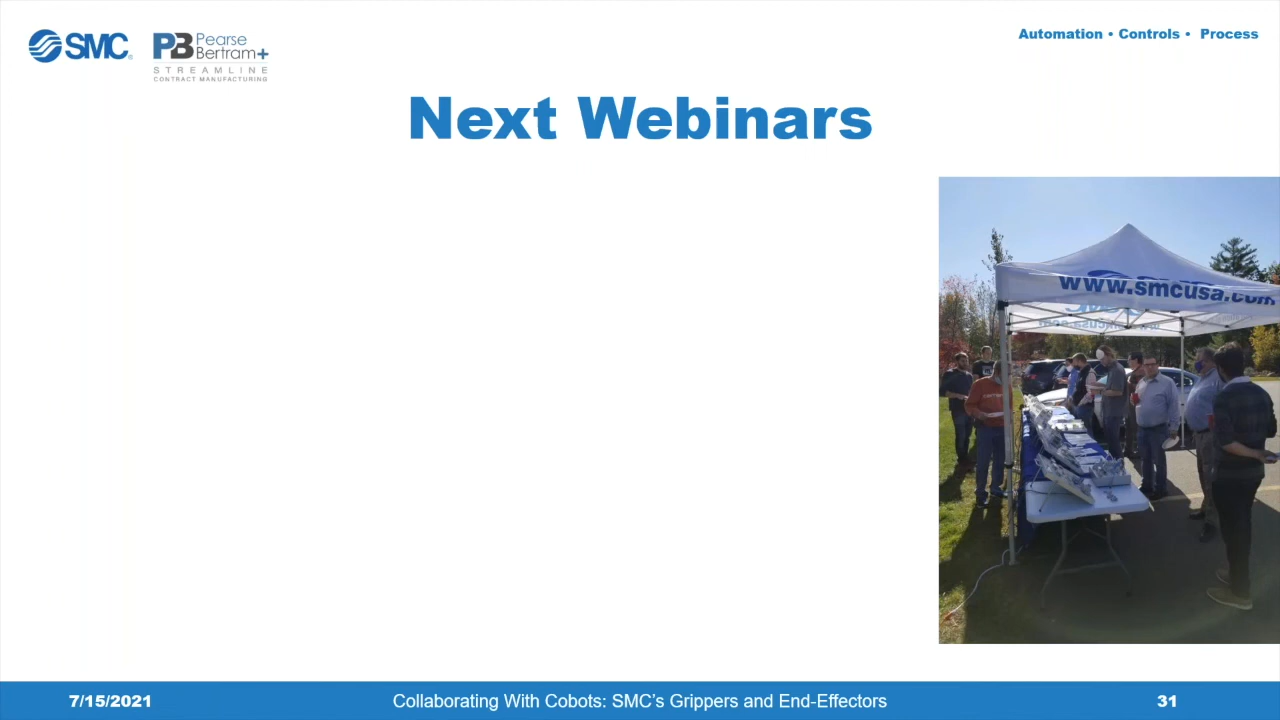 SMC
PB Pearse Bertram+
STREAMLINE
CONTRACT MANUFACTURING
Automation • Controls • Process
Next Webinars
www.smcusa.com
7/15/2021
Collaborating With Cobots: SMC's Grippers and End-Effectors
31